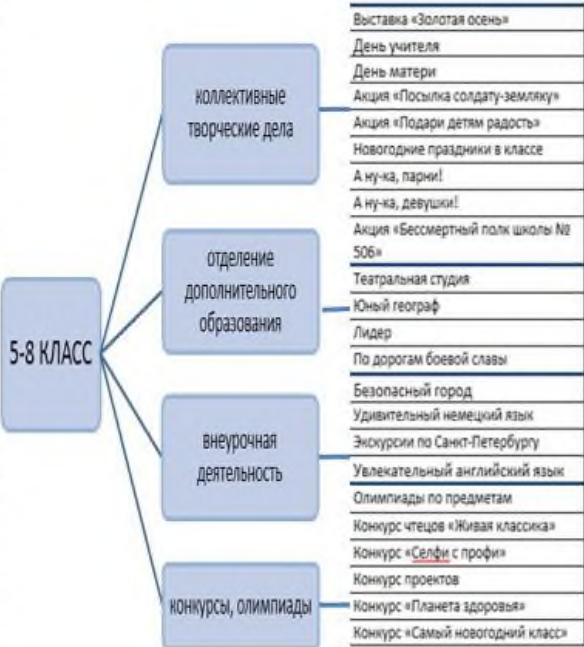 5-8 КЛАСС
коллективные
творческие дела
Выставка «Золотая осень»
День учителя
День матери
Акция «Посылка солдату-земляку»
Акция «Подари детям радость»
Новогодние праздники в классе
А ну-ка, парни!
А ну-ка, девушки!
Акция «Бессмертный полк школы №
506»
отделение
дополнительного
образования
Театральная студия
Юный географ
Лидер
По дорогам боевой славы
внеурочная
деятельность
Безопасный город
Удивительный немецкий язык
Экскурсии по Санкт-Петербургу
Увлекательный английский язык
конкурсы, олимпиады
Олимпиады по предметам
Конкурс чтецов «Живая классика»
Конкурс «Селфи с профи»
Конкурс проектов
Конкурс «Планета здоровья»
Конкурс «Самый новогодний класс»